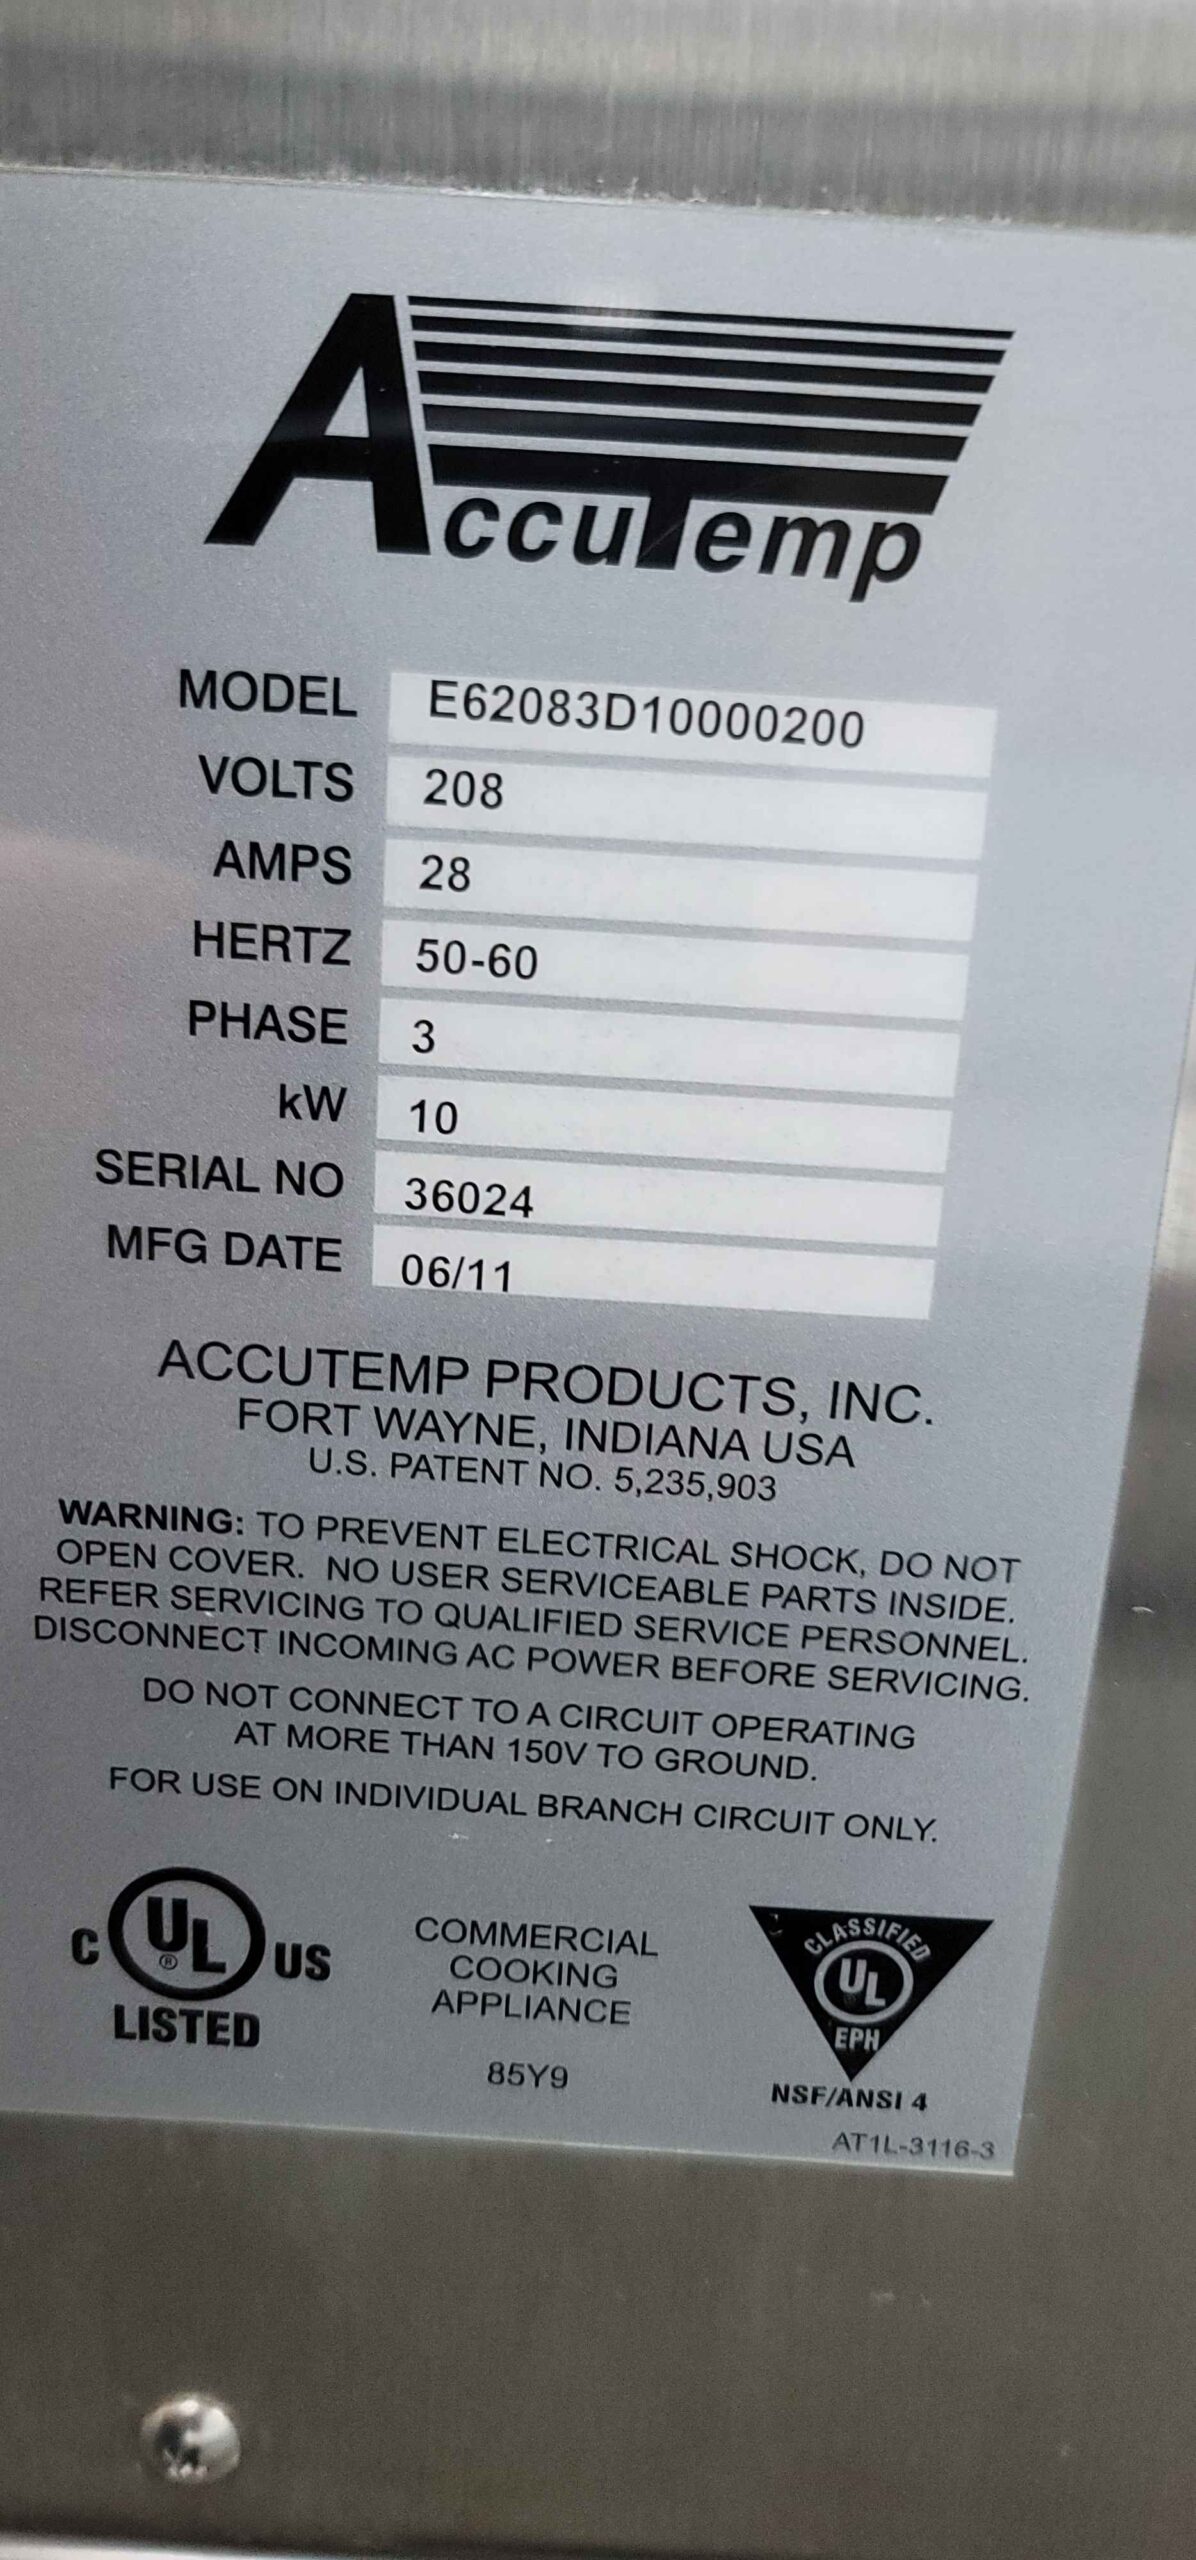 AccuTemp
MODEL E62083D10000200
VOLTS 208
AMPS 28
HERTZ 50-60
PHASE 3
kW 10
SERIAL NO 36024
MFG DATE 06/11
ACCUTEMP PRODUCTS, INC.
FORT WAYNE, INDIANA USA
U.S. PATENT NO. 5,235,903
WARNING: TO PREVENT ELECTRICAL SHOCK, DO NOT
OPEN COVER. NO USER SERVICEABLE PARTS INSIDE.
REFER SERVICING TO QUALIFIED SERVICE PERSONNEL.
DISCONNECT INCOMING AC POWER BEFORE SERVICING.
DO NOT CONNECT TO A CIRCUIT OPERATING
AT MORE THAN 150V TO GROUND.
FOR USE ON INDIVIDUAL BRANCH CIRCUIT ONLY.
C UL ® US
LISTED
COMMERCIAL
COOKING
APPLIANCE
85Y9
CLASSIFIED
UL
EPH
NSF/ANSI 4
AT1L-3116-3